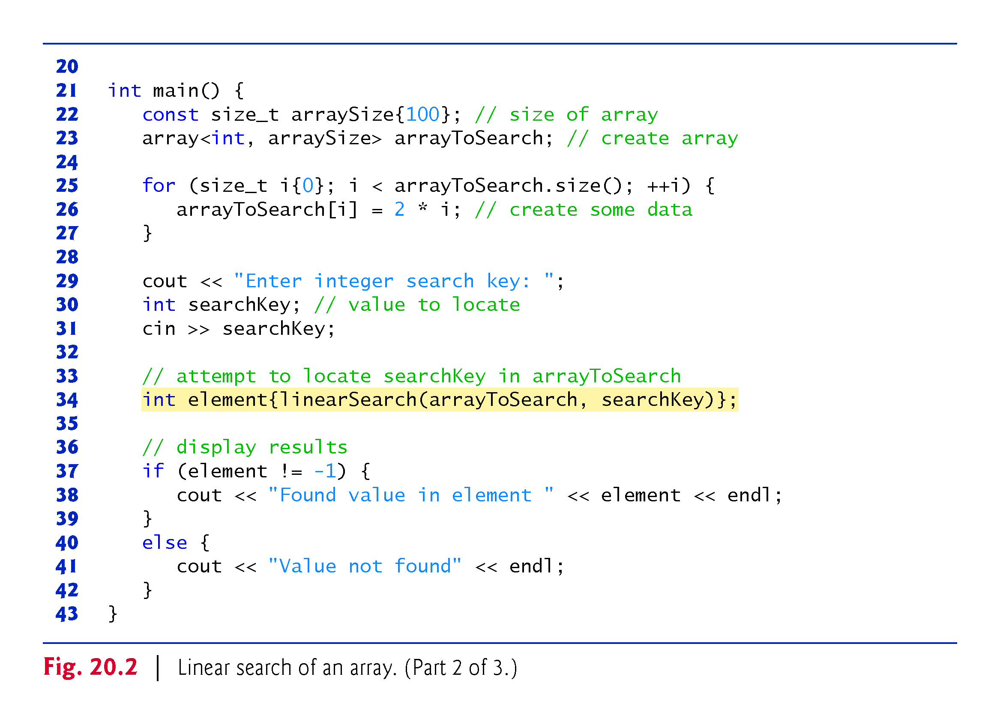 20
21 int main() {
22    const size_t arraySize{100}; // size of array
23    array<int, arraySize> arrayToSearch; // create array
24
25    for (size_t i{0}; i < arrayToSearch.size(); ++i) {
26       arrayToSearch[i] = 2 * i; // create some data
27    }
28
29    cout << "Enter integer search key: ";
30    int searchKey; // value to locate
31    cin >> searchKey;
32
33    // attempt to locate searchKey in arrayToSearch
34    int element{linearSearch(arrayToSearch, searchKey)};
35
36    // display results
37    if (element != -1) {
38       cout << "Found value in element " << element << endl;
39    }
40    else {
41       cout << "Value not found" << endl;
42    }
43 }
Fig. 20.2 | Linear search of an array. (Part 2 of 3.)